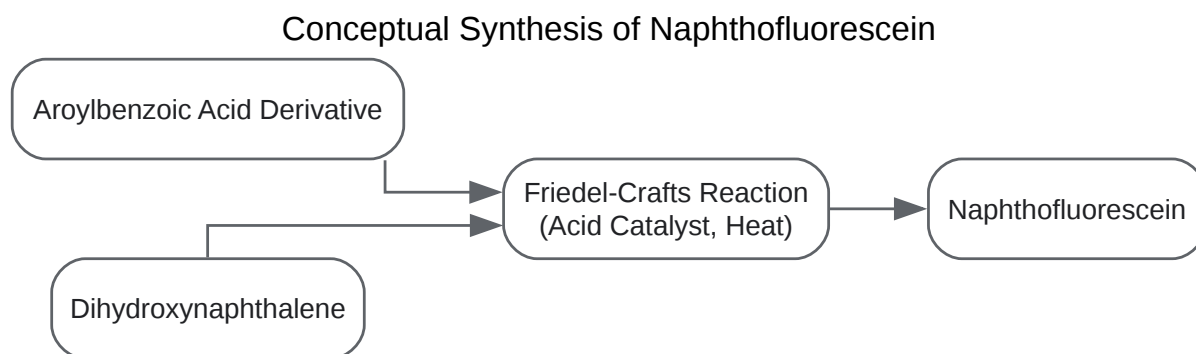 Conceptual Synthesis of Naphthofluorescein
Aroylbenzoic Acid Derivative
Friedel-Crafts Reaction
(Acid Catalyst, Heat)
Naphthofluorescein
Dihydroxynaphthalene